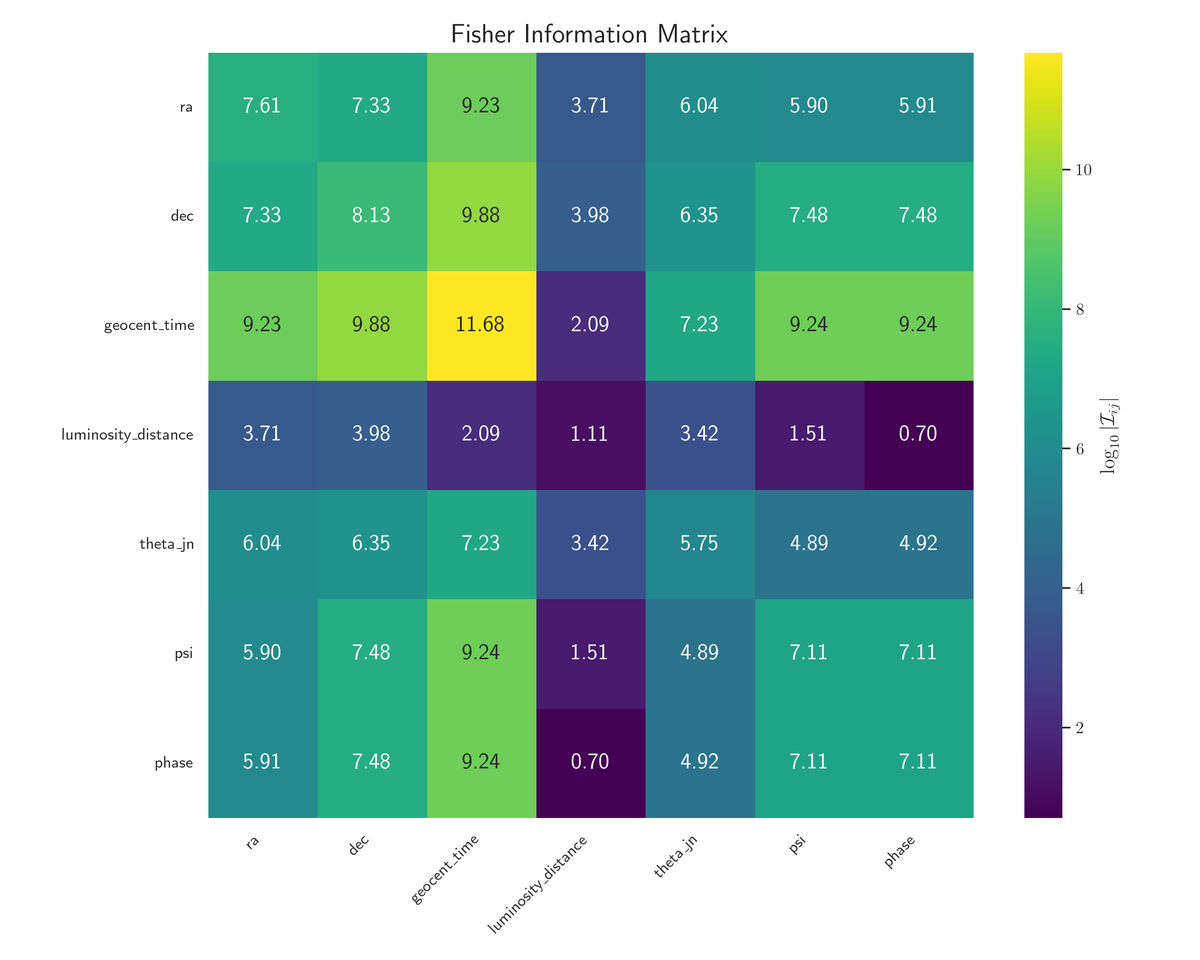 Fisher Information Matrix
ra 7.61 7.33 9.23 3.71 6.04 5.90 5.91
dec 7.33 8.13 9.88 3.98 6.35 7.48 7.48
geocent_time 9.23 9.88 11.68 2.09 7.23 9.24 9.24
luminosity_distance 3.71 3.98 2.09 1.11 3.42 1.51 0.70
theta_jn 6.04 6.35 7.23 3.42 5.75 4.89 4.92
psi 5.90 7.48 9.24 1.51 4.89 7.11 7.11
phase 5.91 7.48 9.24 0.70 4.92 7.11 7.11
ra dec geocent_time luminosity_distance theta_jn psi phase
10
8
6
4
2
log₁₀ |ℐᵢⱼ|